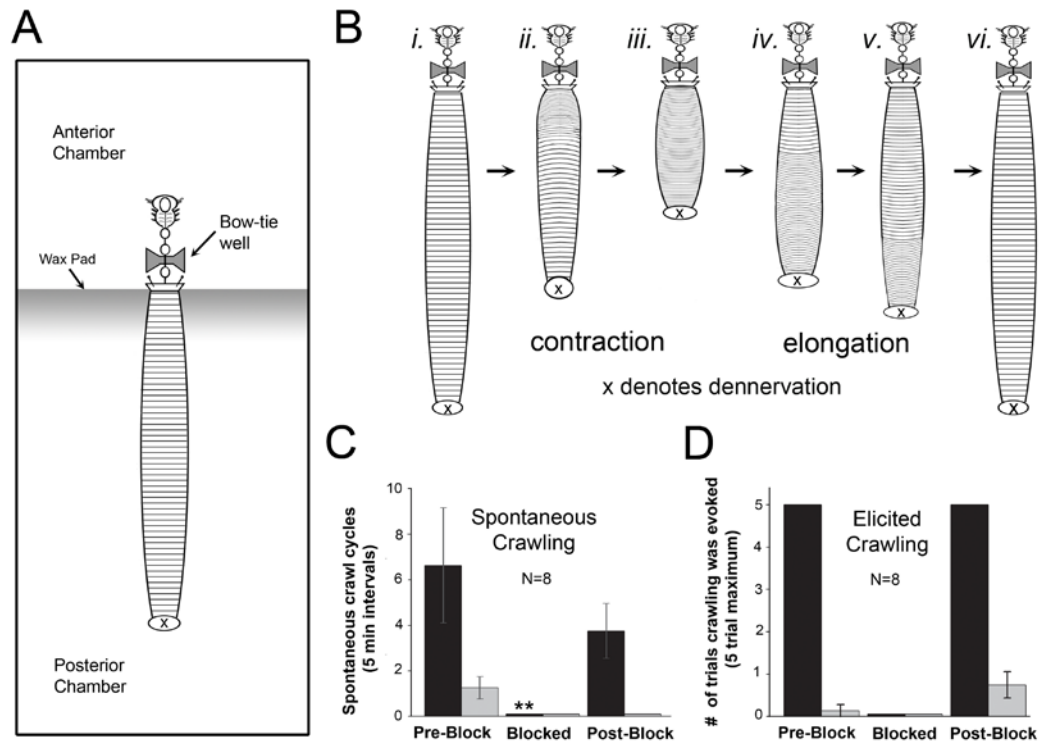 A
Anterior
Chamber
Bow-tie
well
Wax Pad
x
Posterior
Chamber
B
i.
ii.
iii.
iv.
v.
vi.
x
x
x
x
x
x
contraction
elongation
x denotes dennervation
C
Spontaneous crawl cycles
(5 min intervals)
10
8
6
4
2
0
Spontaneous
Crawling
N=8
**
Pre-Block
Blocked
Post-Block
D
# of trials crawling was evoked
(5 trial maximum)
5
4
3
2
1
0
Elicited
Crawling
N=8
Pre-Block
Blocked
Post-Block